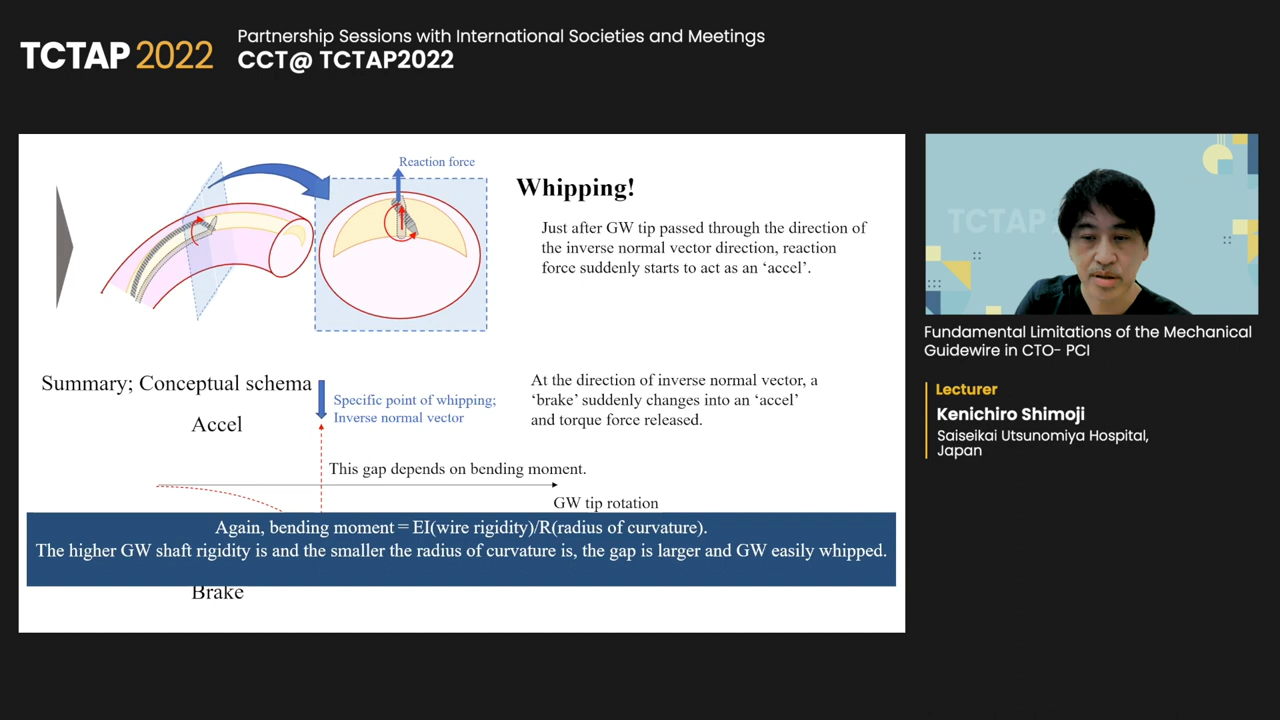 TCTAP 2022
Partnership Sessions with International Societies and Meetings
CCT@ TCTAP2022
Reaction force
Whipping!
Just after GW tip passed through the direction of
the inverse normal vector direction, reaction
force suddenly starts to act as an ‘accel’.
Summary; Conceptual schema
Accel
Specific point of whipping;
Inverse normal vector
At the direction of inverse normal vector, a
‘brake’ suddenly changes into an ‘accel’
and torque force released.
This gap depends on bending moment.
GW tip rotation
Again, bending moment = EI(wire rigidity)/R(radius of curvature).
The higher GW shaft rigidity is and the smaller the radius of curvature is, the gap is larger and GW easily whipped.
Brake
TCTAP
Fundamental Limitations of the Mechanical
Guidewire in CTO- PCI
Lecturer
Kenichiro Shimoji
Saiseikai Utsunomiya Hospital,
Japan